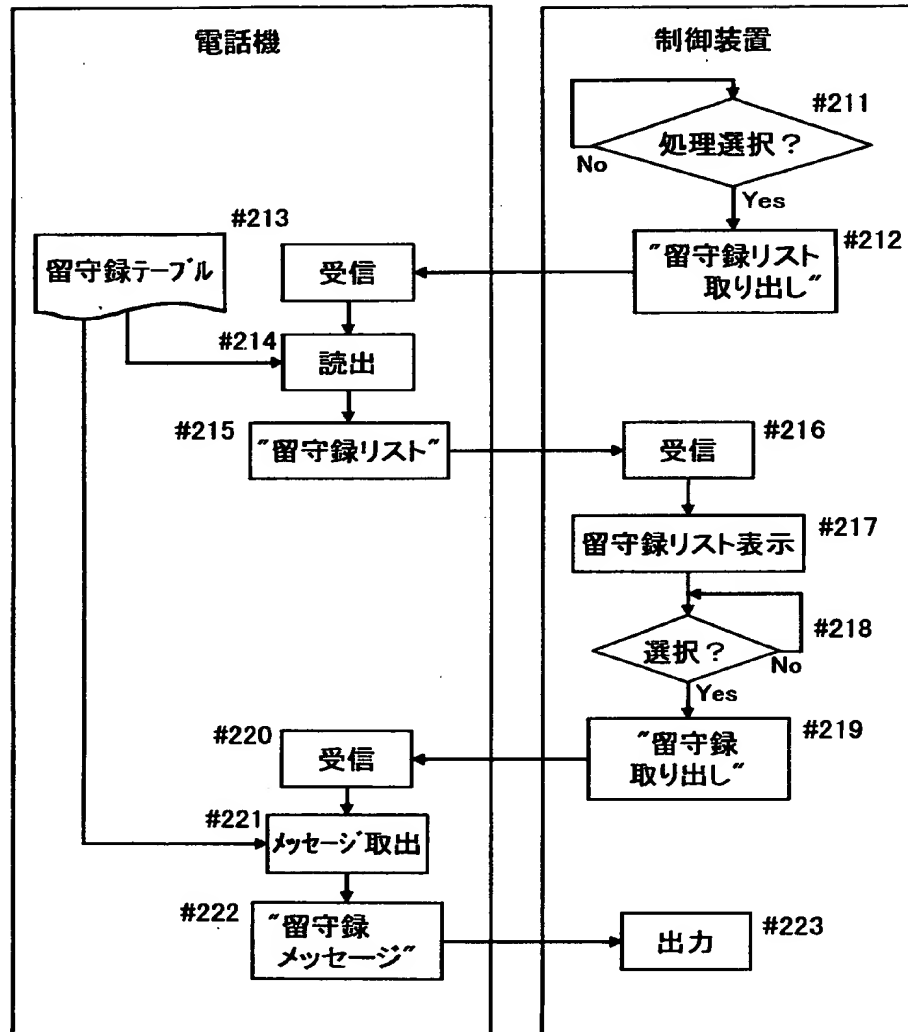 電話機
制御装置
#211
処理選択?
No
Yes
#212
"留守録リスト
取り出し"
#213
留守録テーブル
受信
#214
読出
#215
"留守録リスト"
#216
受信
#217
留守録リスト表示
#218
選択?
No
Yes
#219
"留守録
取り出し"
#220
受信
#221
メッセージ取出
#222
"留守録
メッセージ"
#223
出力